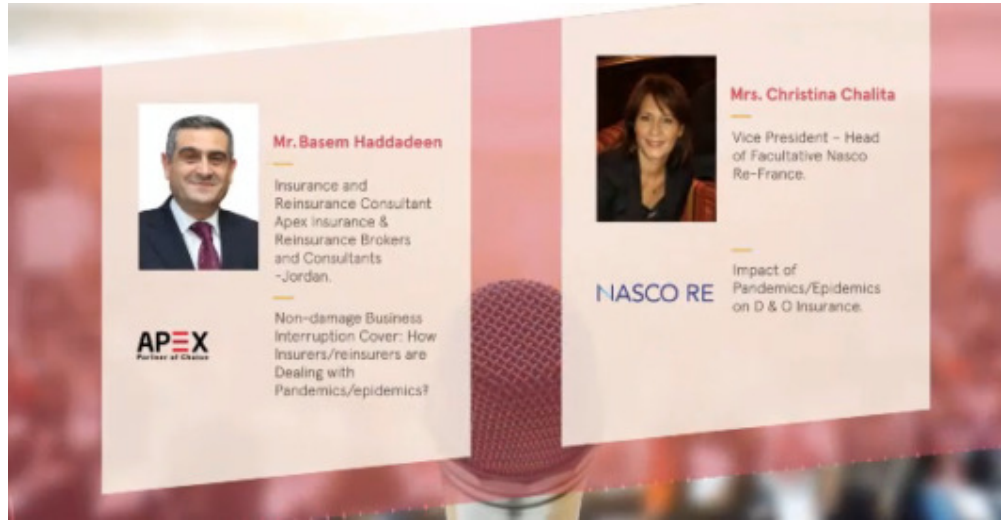 Mr. Basem Haddadeen
Insurance and
Reinsurance Consultant
Apex Insurance &
Reinsurance Brokers
and Consultants
-Jordan.
APEX
Partner of Choice
Non-damage Business
Interruption Cover: How
Insurers/reinsurers are
Dealing with
Pandemics/epidemics?
Mrs. Christina Chalita
Vice President - Head
of Facultative Nasco
Re-France.
NASCO RE
Impact of
Pandemics/Epidemics
on D & O Insurance.